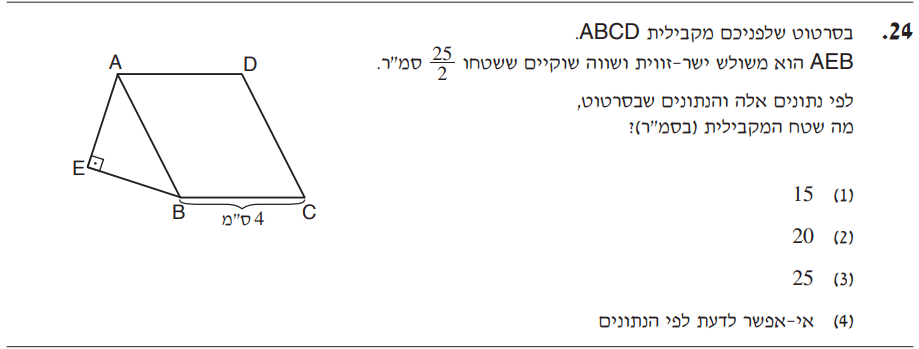 24. בסרטוט שלפניכם מקבילית ABCD.
AEB הוא משולש ישר-זווית ושווה שוקיים ששטחו 25/2 סמ"ר.
לפי נתונים אלה והנתונים שבסרטוט,
מה שטח המקבילית (בסמ"ר)?
A
D
E
B
C
4 ס"מ
(1) 15
(2) 20
(3) 25
(4) אי-אפשר לדעת לפי הנתונים